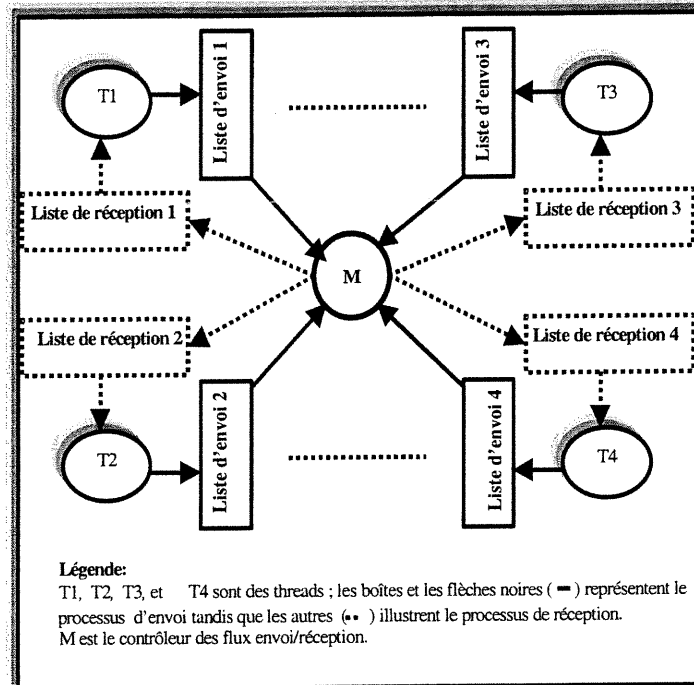 T1
Liste d'envoi 1
Liste d'envoi 3
T3
Liste de réception 1
Liste de réception 3
M
Liste de réception 2
Liste de réception 4
T2
Liste d'envoi 2
Liste d'envoi 4
T4
Légende:
T1, T2, T3, et T4 sont des threads ; les boîtes et les flèches noires ( ━ ) représentent le
processus d'envoi tandis que les autres (•• ) illustrent le processus de réception.
M est le contrôleur des flux envoi/réception.